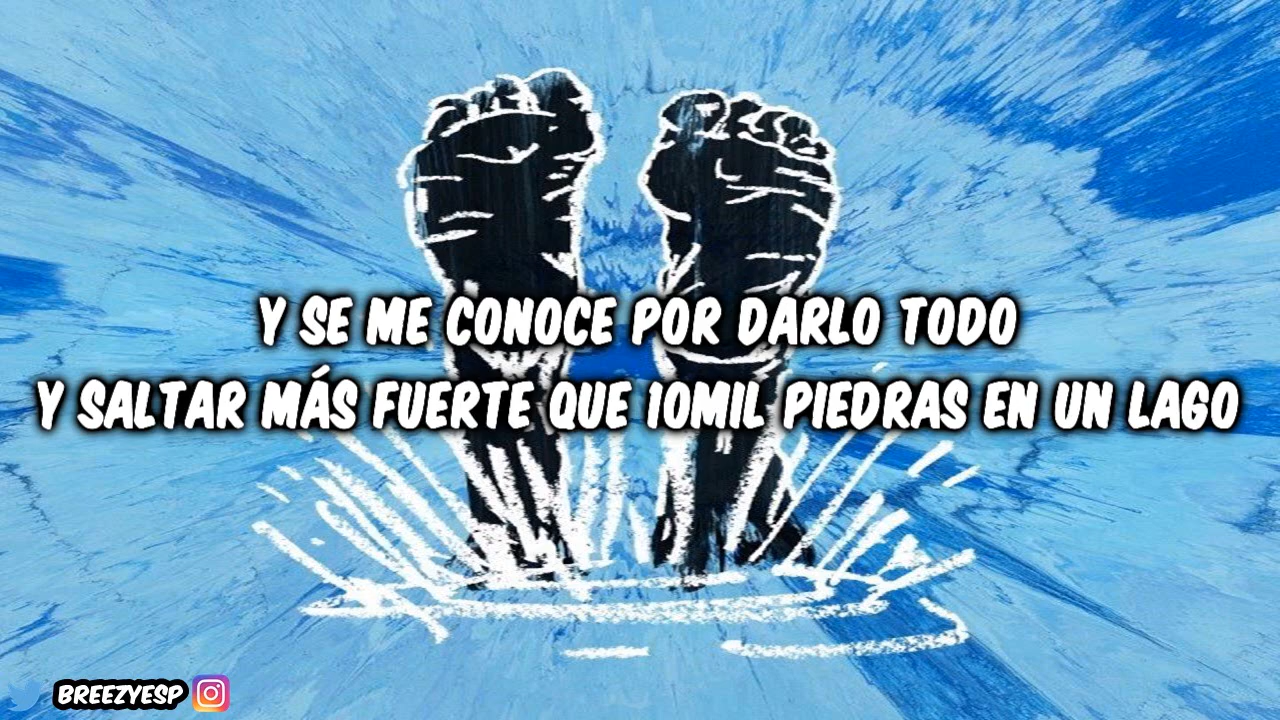 Y SE ME CONOCE POR DARLO TODO
Y SALTAR MÁS FUERTE QUE 10MIL PIEDRAS EN UN LAGO
BREEZYESP